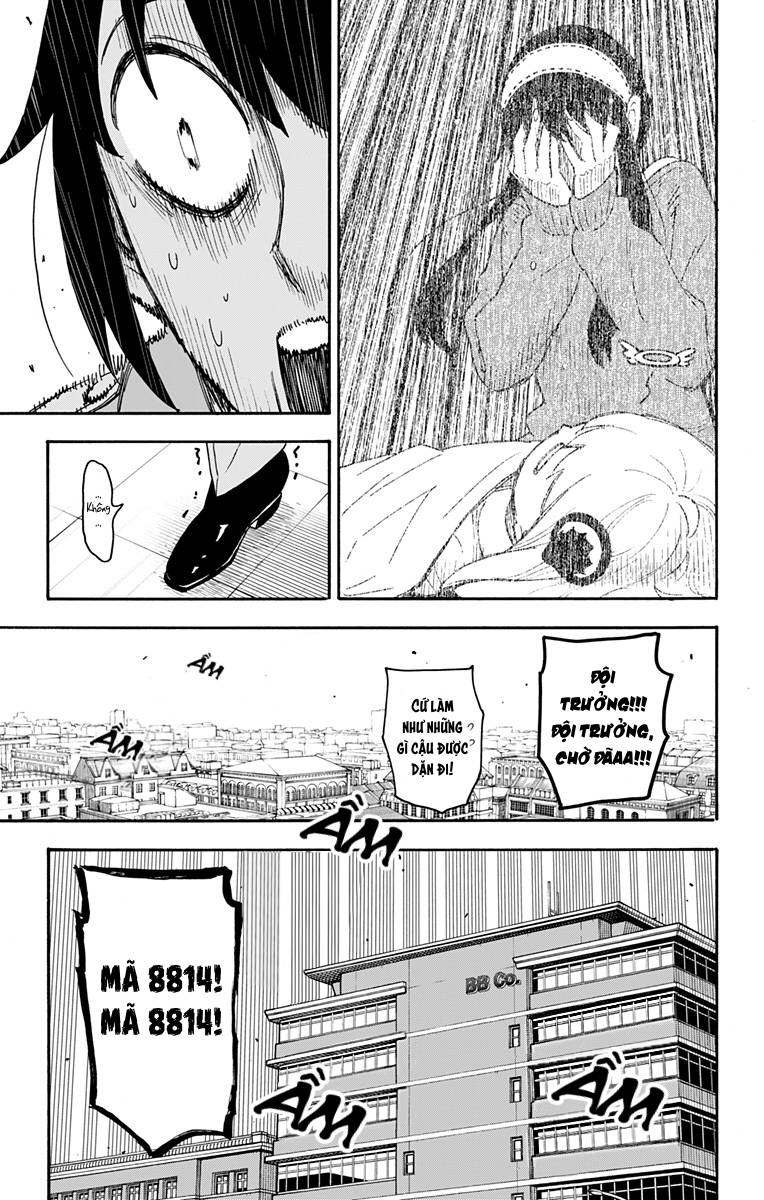 ...
Không
...
ĐỘI
TRƯỞNG!!!
ĐỘI TRƯỞNG,
CHỜ ĐÃAA!!!
CỨ LÀM
NHƯ NHỮNG
GÌ CẬU ĐƯỢC
DẶN ĐI!
ẦM
ẦM
ẦM
MÃ 8814!
MÃ 8814!
BB Co.
ẦM
ẦM